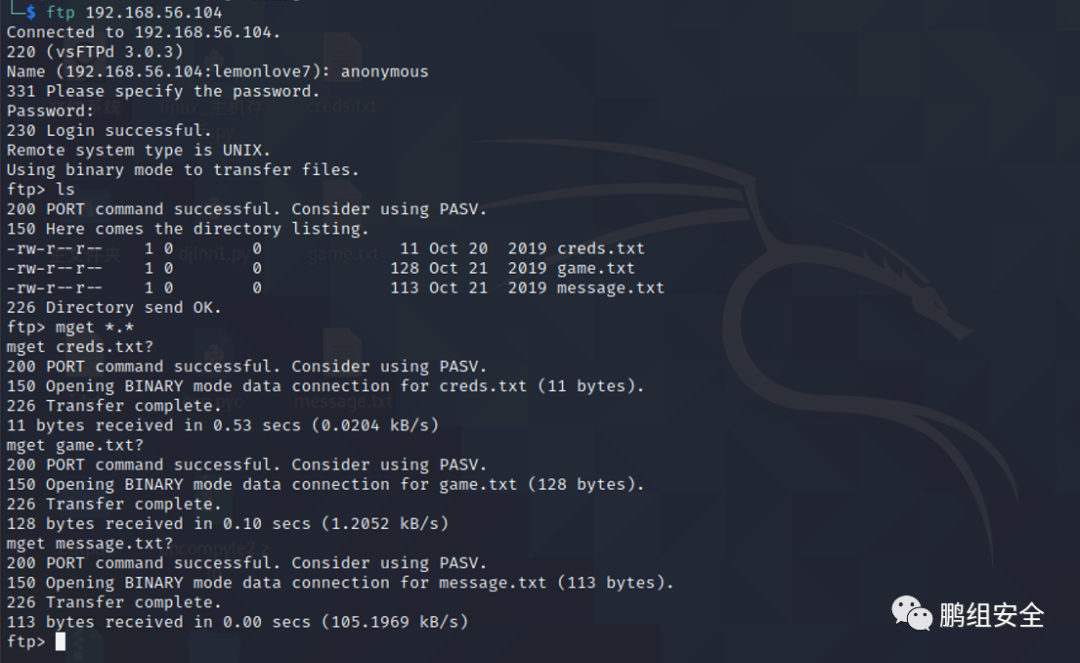 └─$ ftp 192.168.56.104
Connected to 192.168.56.104.
220 (vsFTPd 3.0.3)
Name (192.168.56.104:lemonlove7): anonymous
331 Please specify the password.
Password:
230 Login successful.
Remote system type is UNIX.
Using binary mode to transfer files.
ftp> ls
200 PORT command successful. Consider using PASV.
150 Here comes the directory listing.
-rw-r--r--    1 0        0              11 Oct 20  2019 creds.txt
-rw-r--r--    1 0        0             128 Oct 21  2019 game.txt
-rw-r--r--    1 0        0             113 Oct 21  2019 message.txt
226 Directory send OK.
ftp> mget *.*
mget creds.txt?
200 PORT command successful. Consider using PASV.
150 Opening BINARY mode data connection for creds.txt (11 bytes).
226 Transfer complete.
11 bytes received in 0.53 secs (0.0204 kB/s)
mget game.txt?
200 PORT command successful. Consider using PASV.
150 Opening BINARY mode data connection for game.txt (128 bytes).
226 Transfer complete.
128 bytes received in 0.10 secs (1.2052 kB/s)
mget message.txt?
200 PORT command successful. Consider using PASV.
150 Opening BINARY mode data connection for message.txt (113 bytes).
226 Transfer complete.
113 bytes received in 0.00 secs (105.1969 kB/s)
ftp>
鹏组安全
creds.txt
djinn1.py
game.txt
message.txt